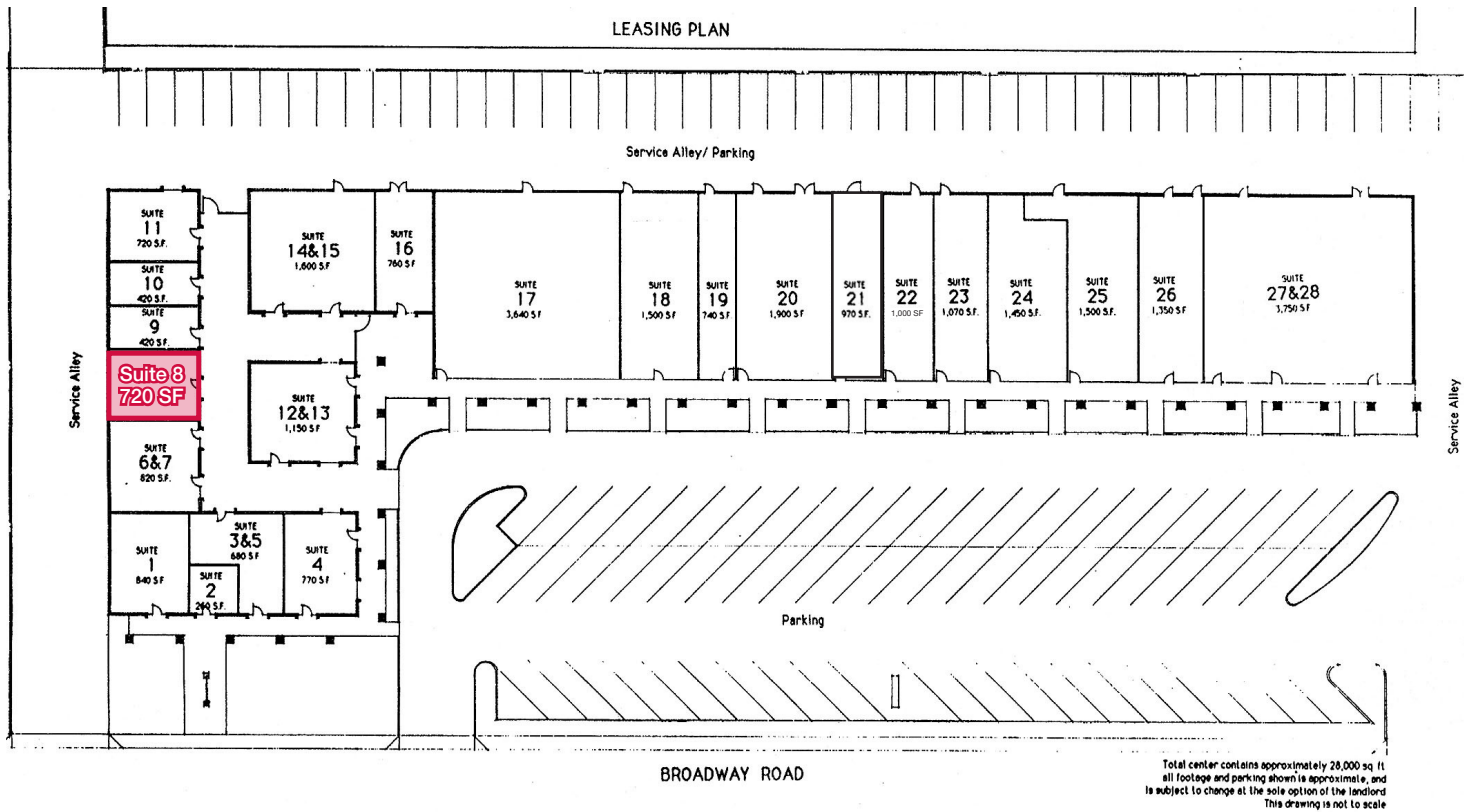 LEASING PLAN
Service Alley/ Parking
SUITE
11
720 S.F.
SUITE
10
420 S.F.
SUITE
9
420 S.F.
Suite 8
720 SF
SUITE
6&7
820 S.F.
SUITE
1
840 S F
SUITE
2
260 S.F.
SUITE
3&5
680 S F
SUITE
4
770 S F
SUITE
12&13
1,150 S F
SUITE
14&15
1,600 S F
SUITE
16
760 S F
SUITE
17
3,640 S F
SUITE
18
1,500 S F
SUITE
19
740 S F
SUITE
20
1,900 S F
SUITE
21
970 S F.
SUITE
22
1,000 SF
SUITE
23
1,070 S F.
SUITE
24
1,450 S.F.
SUITE
25
1,500 S.F.
SUITE
26
1,350 S F
SUITE
27&28
3,750 S F
Service Alley
Service Alley
Parking
BROADWAY ROAD
Total center contains approximately 28,000 sq ft
all footage and parking shown is approximate, and
is subject to change at the sole option of the landlord
This drawing is not to scale